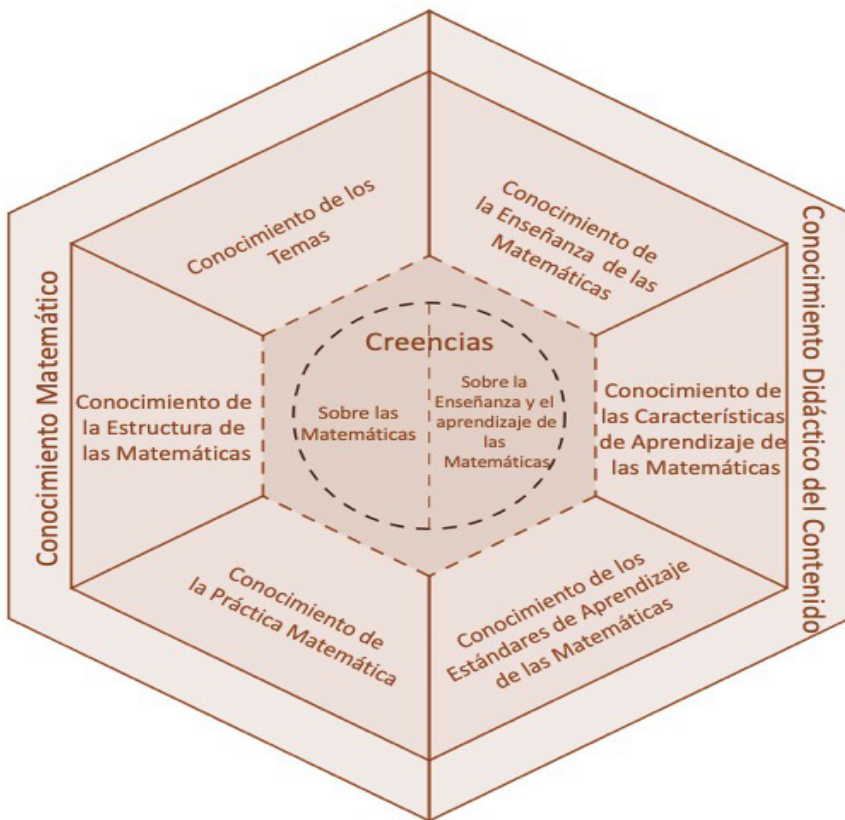 Conocimiento Matemático
Conocimiento de los
Temas
Conocimiento de
la Enseñanza de las
Matemáticas
Conocimiento Didáctico del Contenido
Creencias
Sobre las
Matemáticas
Sobre la
Enseñanza y el
aprendizaje de
las
Matemáticas
Conocimiento de
la Estructura de
las Matemáticas
Conocimiento de
las Características
de Aprendizaje de
las Matemáticas
Conocimiento de
la Práctica Matemática
Conocimiento de los
Estándares de Aprendizaje
de las Matemáticas